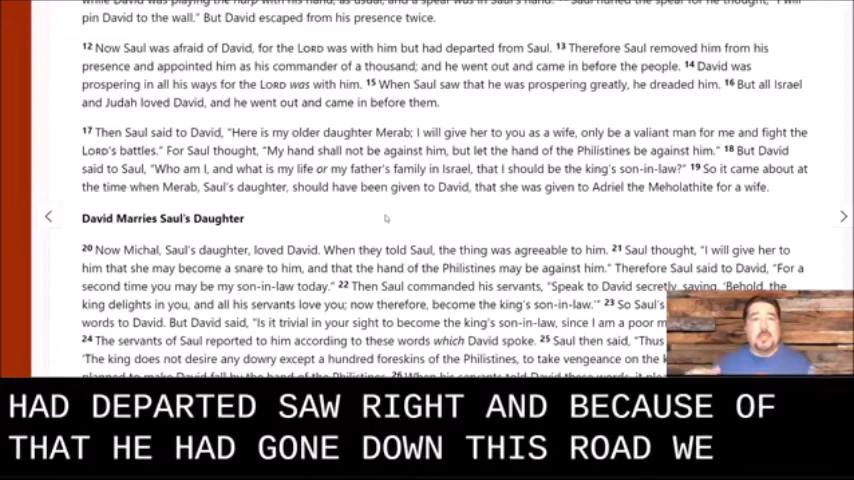 while David was playing the harp with his hand, as usual; and a spear was in Saul's hand. Saul hurled the spear for he thought, "I will
pin David to the wall." But David escaped from his presence twice.
12 Now Saul was afraid of David, for the LORD was with him but had departed from Saul. 13 Therefore Saul removed him from his
presence and appointed him as his commander of a thousand; and he went out and came in before the people. 14 David was
prospering in all his ways for the LORD was with him. 15 When Saul saw that he was prospering greatly, he dreaded him. 16 But all Israel
and Judah loved David, and he went out and came in before them.
17 Then Saul said to David, "Here is my older daughter Merab; I will give her to you as a wife, only be a valiant man for me and fight the
LORD's battles." For Saul thought, "My hand shall not be against him, but let the hand of the Philistines be against him." 18 But David
said to Saul, "Who am I, and what is my life or my father's family in Israel, that I should be the king's son-in-law?" 19 So it came about at
the time when Merab, Saul's daughter, should have been given to David, that she was given to Adriel the Meholathite for a wife.
David Marries Saul's Daughter
20 Now Michal, Saul's daughter, loved David. When they told Saul, the thing was agreeable to him. 21 Saul thought, "I will give her to
him that she may become a snare to him, and that the hand of the Philistines may be against him." Therefore Saul said to David, "For a
second time you may be my son-in-law today." 22 Then Saul commanded his servants, "Speak to David secretly, saying, 'Behold, the
king delights in you, and all his servants love you; now therefore, become the king's son-in-law.'" 23 So Saul's
words to David. But David said, "Is it trivial in your sight to become the king's son-in-law, since I am a poor m
24 The servants of Saul reported to him according to these words which David spoke. 25 Saul then said, "Thus
'The king does not desire any dowry except a hundred foreskins of the Philistines, to take vengeance on the k
planned to make David fall by the hand of the Philistines. 26 When his servants told David these words, it ple
HAD DEPARTED SAW RIGHT AND BECAUSE OF
THAT HE HAD GONE DOWN THIS ROAD WE